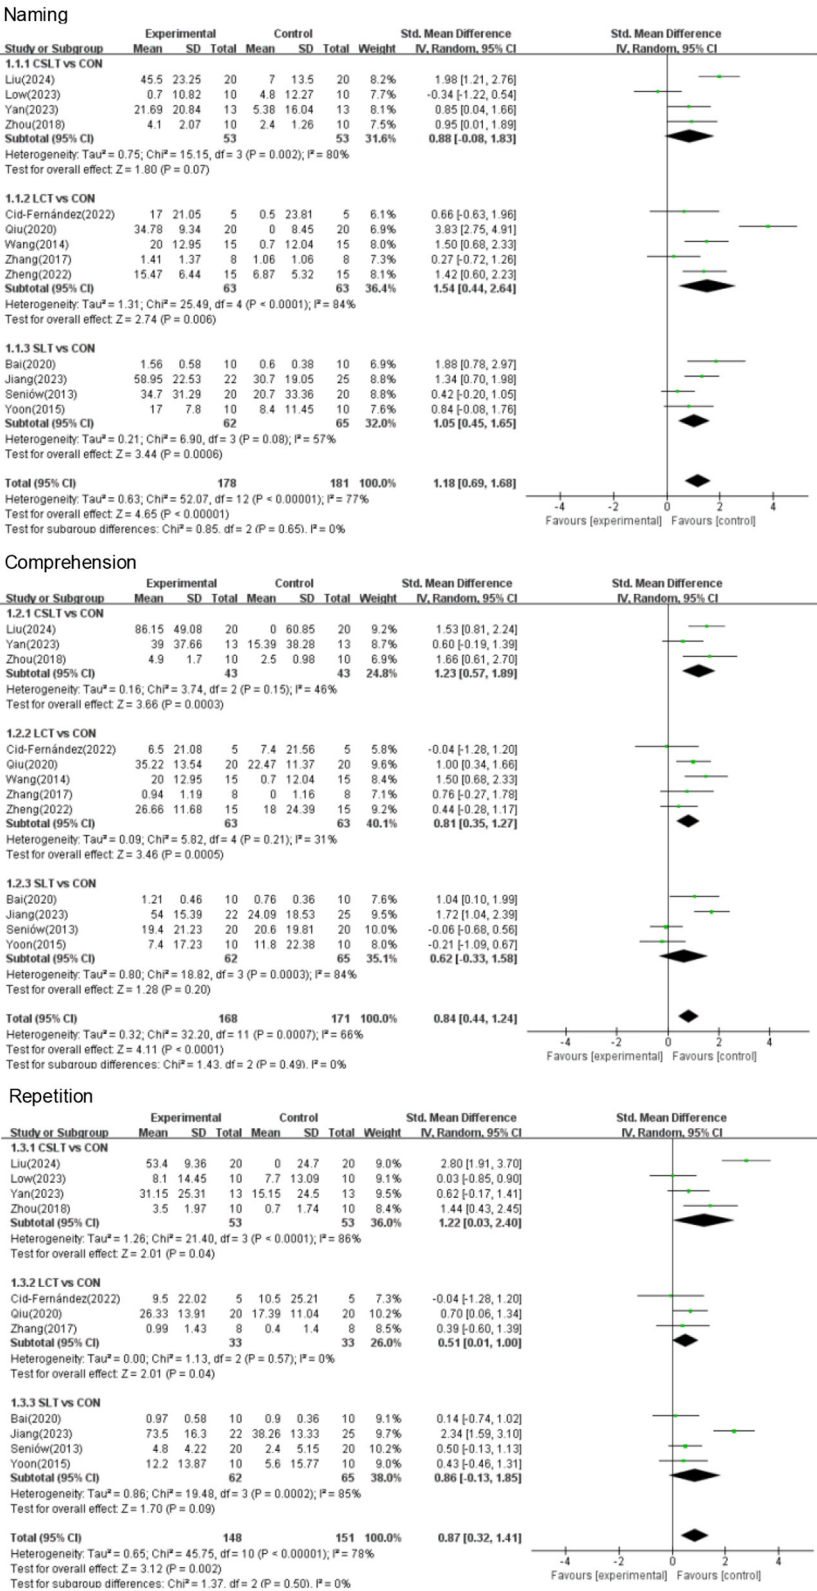 Naming
Experimental Control Std. Mean Difference Std. Mean Difference
Study or Subgroup Mean SD Total Mean SD Total Weight IV, Random, 95% CI IV, Random, 95% CI
1.1.1 CSLT vs CON
Liu(2024) 45.5 23.25 20 7 13.5 20 8.2% 1.98 [1.21, 2.76]
Low(2023) 0.7 10.82 10 4.8 12.27 10 7.7% -0.34 [-1.22, 0.54]
Yan(2023) 21.69 20.84 13 5.38 16.04 13 8.0% 0.85 [0.04, 1.66]
Zhou(2018) 4.1 2.07 10 2.4 1.26 10 7.5% 0.95 [0.01, 1.89]
Subtotal (95% CI) 53 53 31.6% 0.88 [-0.08, 1.83]
Heterogeneity: Tau² = 0.75; Chi² = 15.15, df = 3 (P = 0.002); I² = 80%
Test for overall effect: Z = 1.80 (P = 0.07)
1.1.2 LCT vs CON
Cid-Fernández(2022) 17 21.05 5 0.5 23.81 5 6.1% 0.66 [-0.63, 1.96]
Qiu(2020) 34.78 9.34 20 0 8.45 20 6.9% 3.83 [2.75, 4.91]
Wang(2014) 20 12.95 15 0.7 12.04 15 8.1% 1.50 [0.68, 2.33]
Zhang(2017) 1.41 1.37 8 1.06 1.06 8 7.3% 0.27 [-0.72, 1.26]
Zheng(2022) 15.47 6.44 15 6.87 5.32 15 8.1% 1.42 [0.60, 2.23]
Subtotal (95% CI) 63 63 36.4% 1.54 [0.44, 2.64]
Heterogeneity: Tau² = 1.31; Chi² = 25.49, df = 4 (P < 0.0001); I² = 84%
Test for overall effect: Z = 2.74 (P = 0.006)
1.1.3 SLT vs CON
Bai(2020) 1.56 0.58 10 0.6 0.38 10 6.9% 1.88 [0.78, 2.97]
Jiang(2023) 58.95 22.53 22 30.7 19.05 25 8.8% 1.34 [0.70, 1.98]
Seniów(2013) 34.7 31.29 20 20.7 33.36 20 8.8% 0.42 [-0.20, 1.05]
Yoon(2015) 17 7.8 10 8.4 11.45 10 7.6% 0.84 [-0.08, 1.76]
Subtotal (95% CI) 62 65 32.0% 1.05 [0.45, 1.65]
Heterogeneity: Tau² = 0.21; Chi² = 6.90, df = 3 (P = 0.08); I² = 57%
Test for overall effect: Z = 3.44 (P = 0.0006)
Total (95% CI) 178 181 100.0% 1.18 [0.69, 1.68]
Heterogeneity: Tau² = 0.63; Chi² = 52.07, df = 12 (P < 0.00001); I² = 77%
Test for overall effect: Z = 4.65 (P < 0.00001)
Test for subgroup differences: Chi² = 0.85, df = 2 (P = 0.65), I² = 0%
-4 -2 0 2 4
Favours [experimental] Favours [control]
Comprehension
Experimental Control Std. Mean Difference Std. Mean Difference
Study or Subgroup Mean SD Total Mean SD Total Weight IV, Random, 95% CI IV, Random, 95% CI
1.2.1 CSLT vs CON
Liu(2024) 86.15 49.08 20 0 60.85 20 9.2% 1.53 [0.81, 2.24]
Yan(2023) 39 37.66 13 15.39 38.28 13 8.7% 0.60 [-0.19, 1.39]
Zhou(2018) 4.9 1.7 10 2.5 0.98 10 6.9% 1.66 [0.61, 2.70]
Subtotal (95% CI) 43 43 24.8% 1.23 [0.57, 1.89]
Heterogeneity: Tau² = 0.16; Chi² = 3.74, df = 2 (P = 0.15); I² = 46%
Test for overall effect: Z = 3.66 (P = 0.0003)
1.2.2 LCT vs CON
Cid-Fernández(2022) 6.5 21.08 5 7.4 21.56 5 5.8% -0.04 [-1.28, 1.20]
Qiu(2020) 35.22 13.54 20 22.47 11.37 20 9.6% 1.00 [0.34, 1.66]
Wang(2014) 20 12.95 15 0.7 12.04 15 8.4% 1.50 [0.68, 2.33]
Zhang(2017) 0.94 1.19 8 0 1.16 8 7.1% 0.76 [-0.27, 1.78]
Zheng(2022) 26.66 11.68 15 18 24.39 15 9.2% 0.44 [-0.28, 1.17]
Subtotal (95% CI) 63 63 40.1% 0.81 [0.35, 1.27]
Heterogeneity: Tau² = 0.09; Chi² = 5.82, df = 4 (P = 0.21); I² = 31%
Test for overall effect: Z = 3.46 (P = 0.0005)
1.2.3 SLT vs CON
Bai(2020) 1.21 0.46 10 0.76 0.36 10 7.6% 1.04 [0.10, 1.99]
Jiang(2023) 54 15.39 22 24.09 18.53 25 9.5% 1.72 [1.04, 2.39]
Seniów(2013) 19.4 21.23 20 20.6 19.81 20 10.0% -0.06 [-0.68, 0.56]
Yoon(2015) 7.4 17.23 10 11.8 22.38 10 8.0% -0.21 [-1.09, 0.67]
Subtotal (95% CI) 62 65 35.1% 0.62 [-0.33, 1.58]
Heterogeneity: Tau² = 0.80; Chi² = 18.82, df = 3 (P = 0.0003); I² = 84%
Test for overall effect: Z = 1.28 (P = 0.20)
Total (95% CI) 168 171 100.0% 0.84 [0.44, 1.24]
Heterogeneity: Tau² = 0.32; Chi² = 32.20, df = 11 (P = 0.0007); I² = 66%
Test for overall effect: Z = 4.11 (P < 0.0001)
Test for subgroup differences: Chi² = 1.43, df = 2 (P = 0.49), I² = 0%
-4 -2 0 2 4
Favours [experimental] Favours [control]
Repetition
Experimental Control Std. Mean Difference Std. Mean Difference
Study or Subgroup Mean SD Total Mean SD Total Weight IV, Random, 95% CI IV, Random, 95% CI
1.3.1 CSLT vs CON
Liu(2024) 53.4 9.36 20 0 24.7 20 9.0% 2.80 [1.91, 3.70]
Low(2023) 8.1 14.45 10 7.7 13.09 10 9.1% 0.03 [-0.85, 0.90]
Yan(2023) 31.15 25.31 13 15.15 24.5 13 9.5% 0.62 [-0.17, 1.41]
Zhou(2018) 3.5 1.97 10 0.7 1.74 10 8.4% 1.44 [0.43, 2.45]
Subtotal (95% CI) 53 53 36.0% 1.22 [0.03, 2.40]
Heterogeneity: Tau² = 1.26; Chi² = 21.40, df = 3 (P < 0.0001); I² = 86%
Test for overall effect: Z = 2.01 (P = 0.04)
1.3.2 LCT vs CON
Cid-Fernández(2022) 9.5 22.02 5 10.5 25.21 5 7.3% -0.04 [-1.28, 1.20]
Qiu(2020) 26.33 13.91 20 17.39 11.04 20 10.2% 0.70 [0.06, 1.34]
Zhang(2017) 0.99 1.43 8 0.4 1.4 8 8.5% 0.39 [-0.60, 1.39]
Subtotal (95% CI) 33 33 26.0% 0.51 [0.01, 1.00]
Heterogeneity: Tau² = 0.00; Chi² = 1.13, df = 2 (P = 0.57); I² = 0%
Test for overall effect: Z = 2.01 (P = 0.04)
1.3.3 SLT vs CON
Bai(2020) 0.97 0.58 10 0.9 0.36 10 9.1% 0.14 [-0.74, 1.02]
Jiang(2023) 73.5 16.3 22 38.26 13.33 25 9.7% 2.34 [1.59, 3.10]
Seniów(2013) 4.8 4.22 20 2.4 5.15 20 10.2% 0.50 [-0.13, 1.13]
Yoon(2015) 12.2 13.87 10 5.6 15.77 10 9.0% 0.43 [-0.46, 1.31]
Subtotal (95% CI) 62 65 38.0% 0.86 [-0.13, 1.85]
Heterogeneity: Tau² = 0.86; Chi² = 19.48, df = 3 (P = 0.0002); I² = 85%
Test for overall effect: Z = 1.70 (P = 0.09)
Total (95% CI) 148 151 100.0% 0.87 [0.32, 1.41]
Heterogeneity: Tau² = 0.65; Chi² = 45.75, df = 10 (P < 0.00001); I² = 78%
Test for overall effect: Z = 3.12 (P = 0.002)
Test for subgroup differences: Chi² = 1.37, df = 2 (P = 0.50), I² = 0%
-4 -2 0 2 4
Favours [experimental] Favours [control]